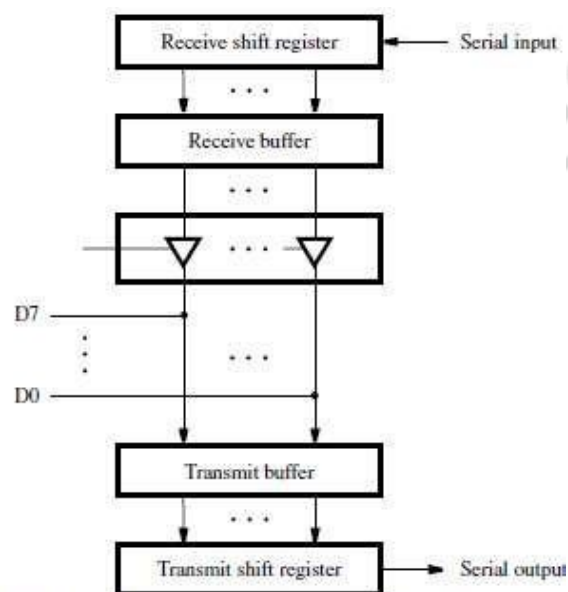 Receive shift register
Serial input
Receive buffer
D7
D0
Transmit buffer
Transmit shift register
Serial output